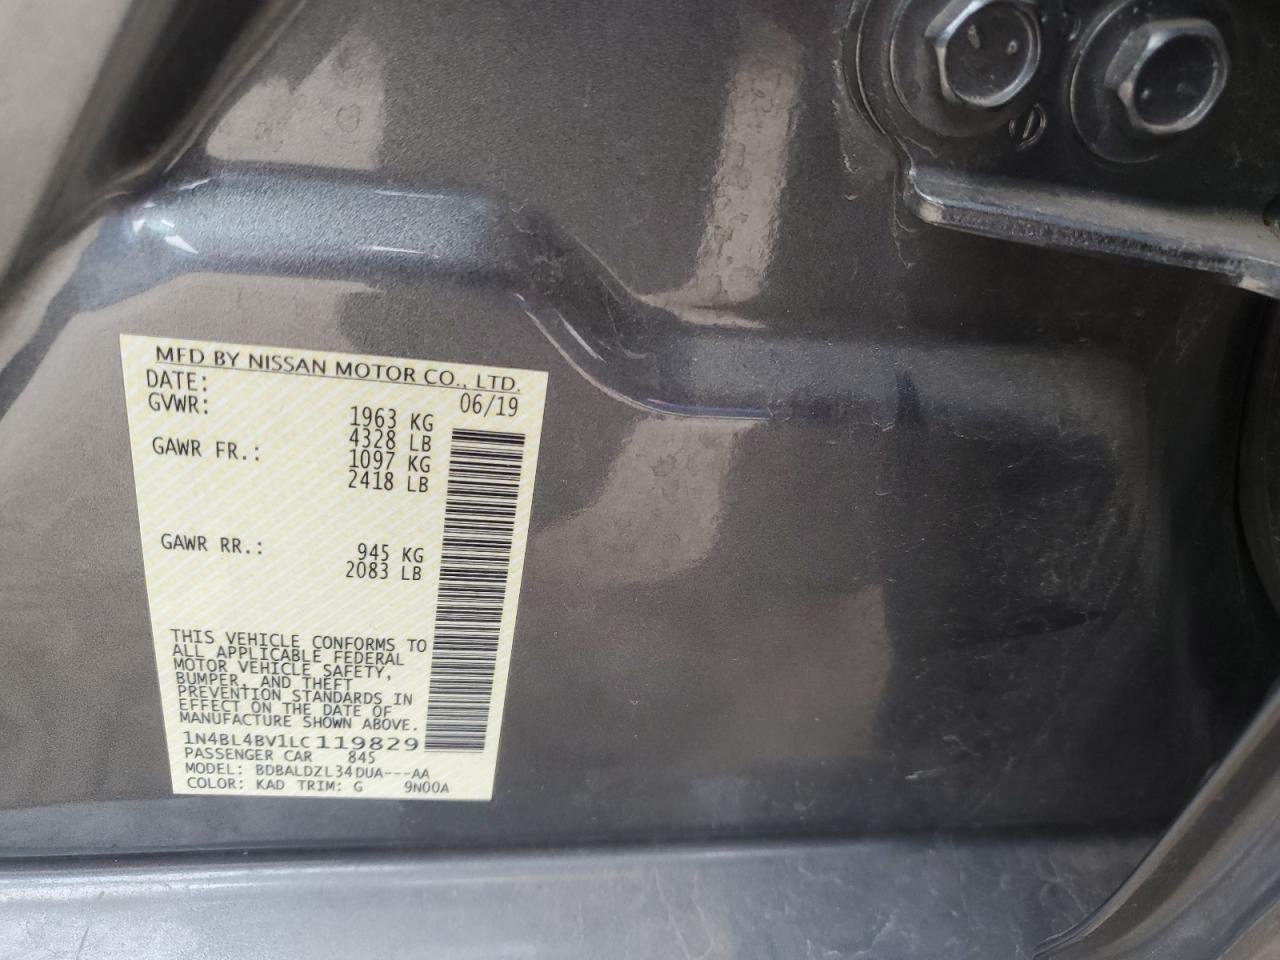 MFD BY NISSAN MOTOR CO., LTD.
DATE: 06/19
GVWR: 1963 KG
4328 LB
GAWR FR.: 1097 KG
2418 LB
GAWR RR.: 945 KG
2083 LB
THIS VEHICLE CONFORMS TO
ALL APPLICABLE FEDERAL
MOTOR VEHICLE SAFETY,
BUMPER, AND THEFT
PREVENTION STANDARDS IN
EFFECT ON THE DATE OF
MANUFACTURE SHOWN ABOVE.
1N4BL4BV1LC119829
PASSENGER CAR 845
MODEL: BDBALDZL34DUA---AA
COLOR: KAD TRIM: G 9N00A